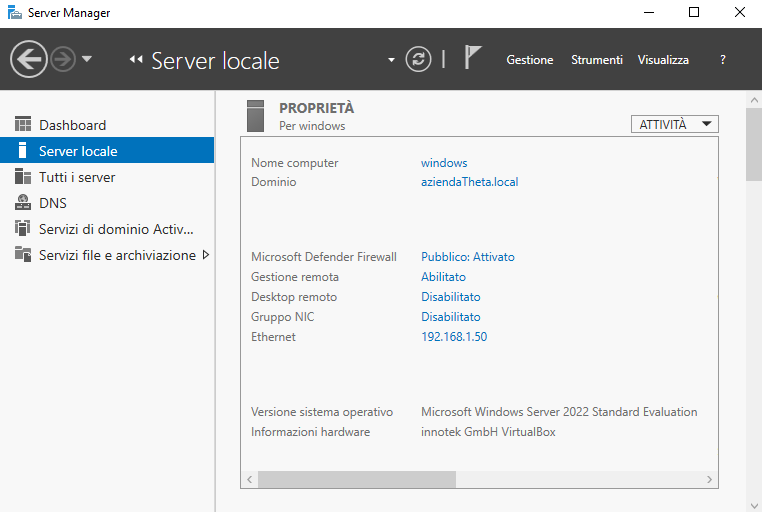 Server Manager
Server locale
Gestione Strumenti Visualizza ?
Dashboard
Server locale
Tutti i server
DNS
Servizi di dominio Activ...
Servizi file e archiviazione
PROPRIETÀ
Per windows
ATTIVITÀ
Nome computer windows
Dominio aziendaTheta.local
Microsoft Defender Firewall Pubblico: Attivato
Gestione remota Abilitato
Desktop remoto Disabilitato
Gruppo NIC Disabilitato
Ethernet 192.168.1.50
Versione sistema operativo Microsoft Windows Server 2022 Standard Evaluation
Informazioni hardware innotek GmbH VirtualBox